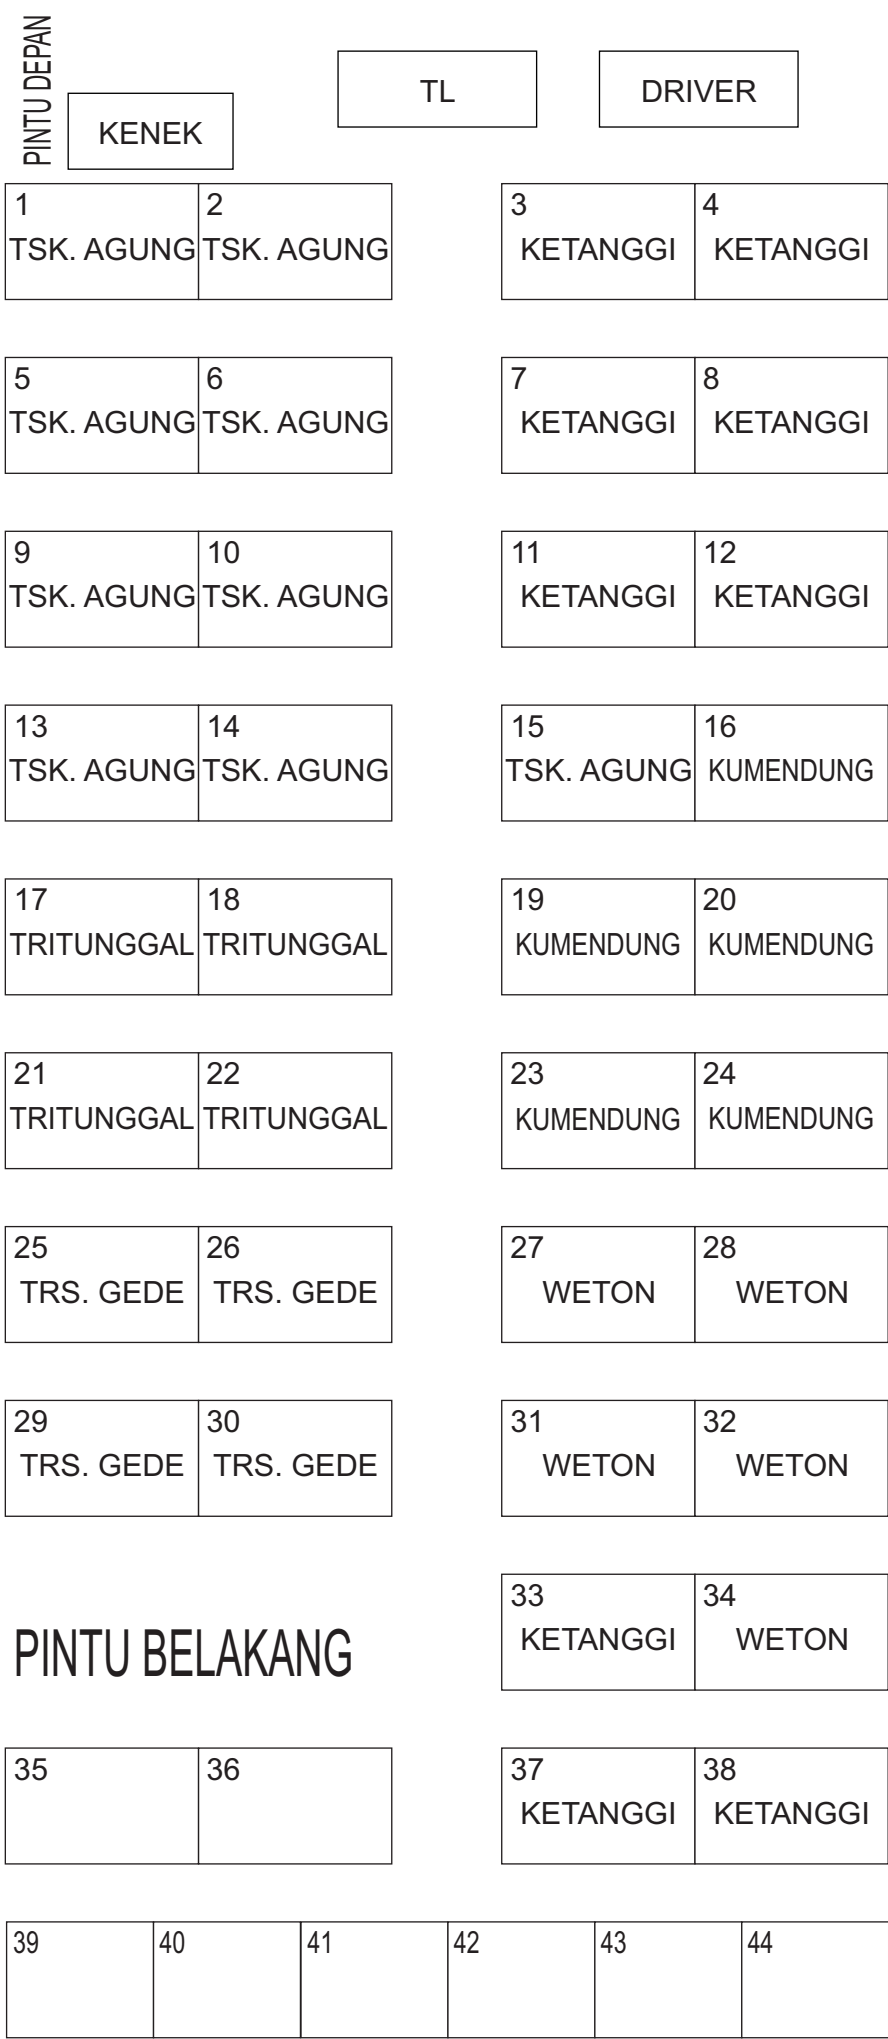 PINTU DEPAN
KENEK
TL
DRIVER
1 2 3 4
TSK. AGUNG TSK. AGUNG KETANGGI KETANGGI
5 6 7 8
TSK. AGUNG TSK. AGUNG KETANGGI KETANGGI
9 10 11 12
TSK. AGUNG TSK. AGUNG KETANGGI KETANGGI
13 14 15 16
TSK. AGUNG TSK. AGUNG TSK. AGUNG KUMENDUNG
17 18 19 20
TRITUNGGAL TRITUNGGAL KUMENDUNG KUMENDUNG
21 22 23 24
TRITUNGGAL TRITUNGGAL KUMENDUNG KUMENDUNG
25 26 27 28
TRS. GEDE TRS. GEDE WETON WETON
29 30 31 32
TRS. GEDE TRS. GEDE WETON WETON
33 34
PINTU BELAKANG KETANGGI WETON
35 36 37 38
KETANGGI KETANGGI
39 40 41 42 43 44